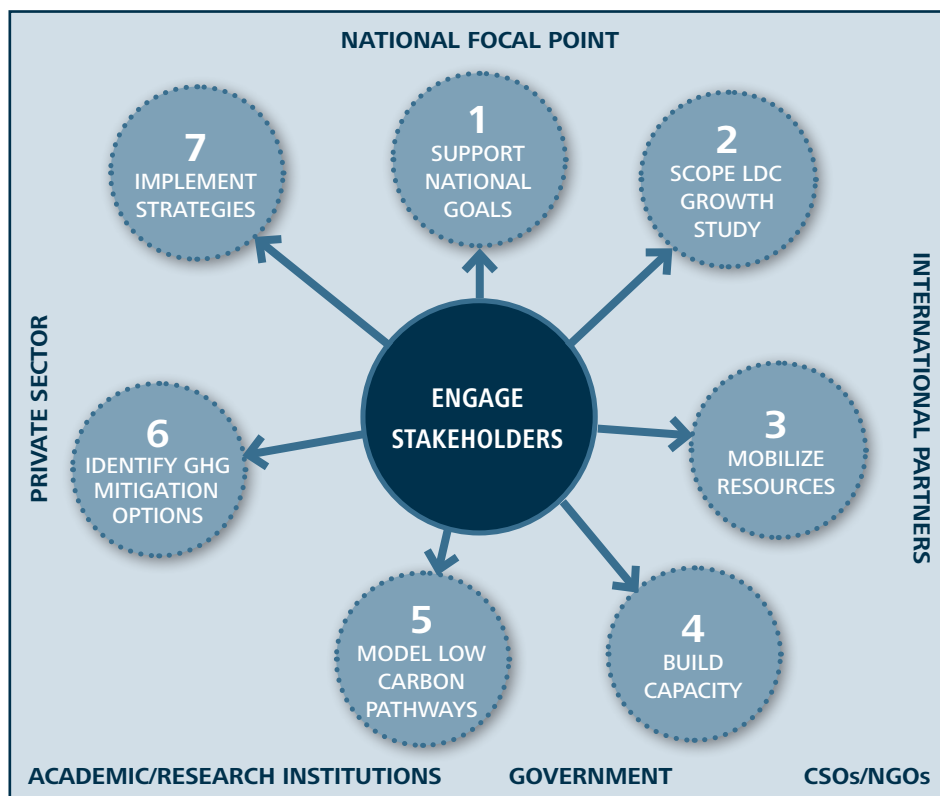 NATIONAL FOCAL POINT
1
SUPPORT
NATIONAL
GOALS
2
SCOPE LDC
GROWTH
STUDY
3
MOBILIZE
RESOURCES
4
BUILD
CAPACITY
5
MODEL LOW
CARBON
PATHWAYS
6
IDENTIFY GHG
MITIGATION
OPTIONS
7
IMPLEMENT
STRATEGIES
ENGAGE
STAKEHOLDERS
PRIVATE SECTOR
INTERNATIONAL PARTNERS
ACADEMIC/RESEARCH INSTITUTIONS
GOVERNMENT
CSOs/NGOs